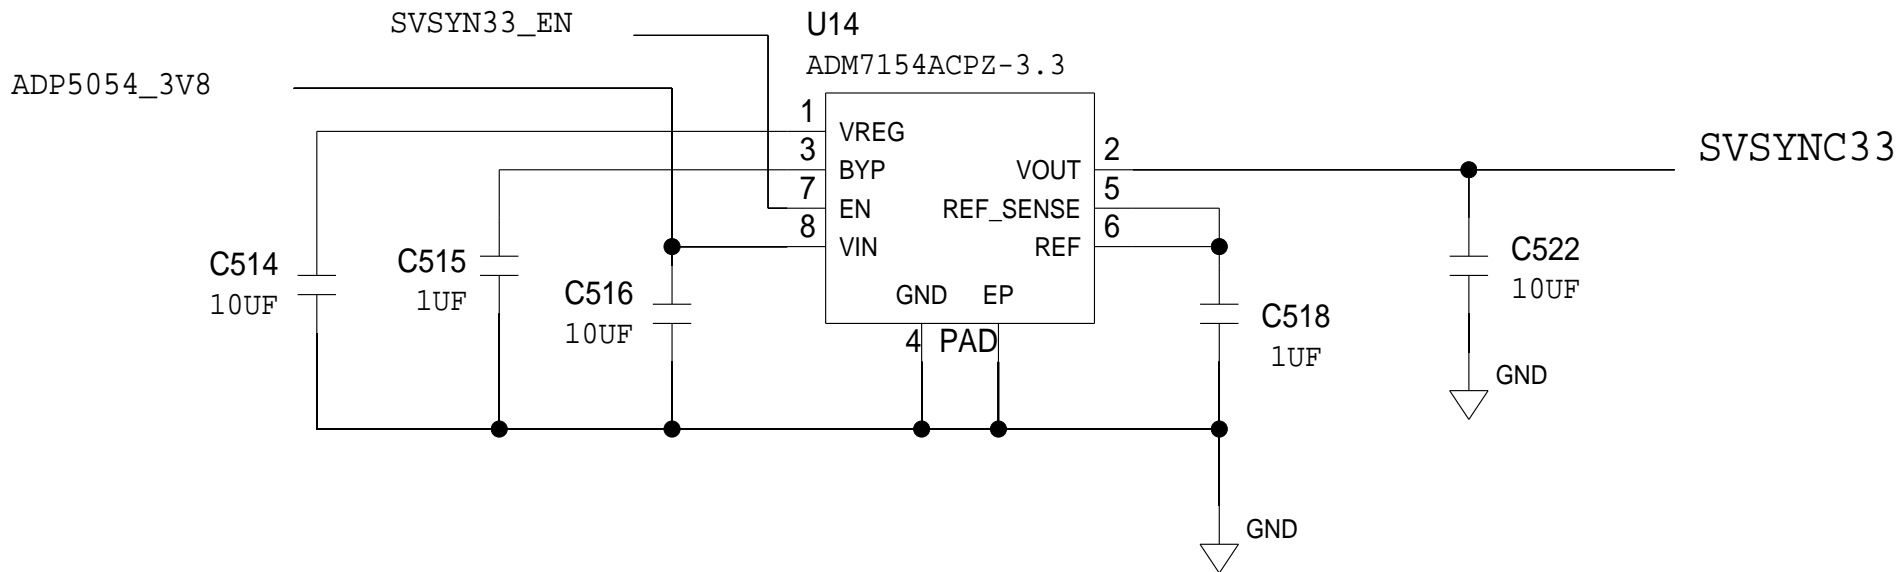 SVSYN33_EN
U14
ADM7154ACPZ-3.3
ADP5054_3V8
1
VREG
3
BYP
VOUT
2
SVSYNC33
7
EN
REF_SENSE
5
8
VIN
REF
6
C514
10UF
C515
1UF
C516
10UF
GND
EP
4
PAD
C518
1UF
C522
10UF
GND
GND